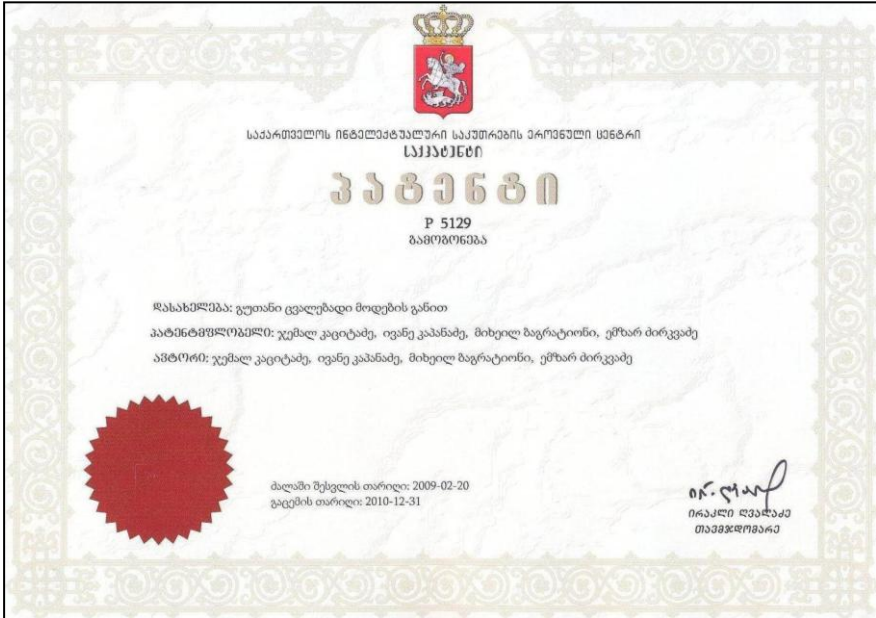 საქართველოს ინტელექტუალური საკუთრების ეროვნული ცენტრი
საქპატენტი
პატენტი
P 5129
გამოგონება
დასახელება: გუთანი ცვალებადი მოდების განით
პატენტმფლობელი: ჯემალ კაციტაძე, ივანე კაპანაძე, მიხეილ ბაგრატიონი, ემზარ ძირკვაძე
ავტორი: ჯემალ კაციტაძე, ივანე კაპანაძე, მიხეილ ბაგრატიონი, ემზარ ძირკვაძე
ძალაში შესვლის თარიღი: 2009-02-20
გაცემის თარიღი: 2010-12-31
ირაკლი ღვალაძე
თავმჯდომარე